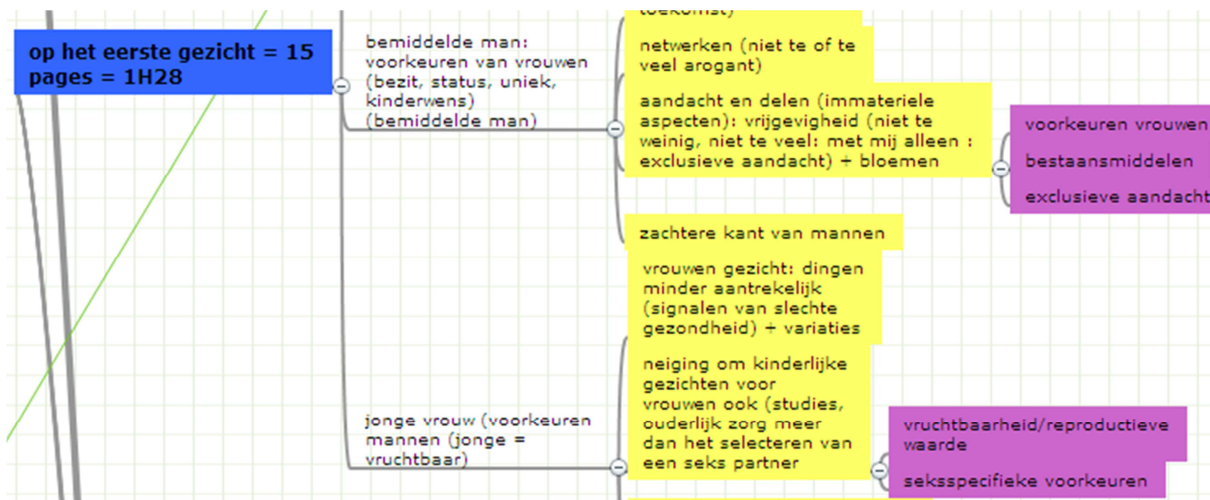 op het eerste gezicht = 15
pages = 1H28
bemiddelde man:
voorkeuren van vrouwen
(bezit, status, uniek,
kinderwens)
(bemiddelde man)
toekomst)
netwerken (niet te of te
veel arogant)
aandacht en delen (immateriele
aspecten): vrijgevigheid (niet te
weinig, niet te veel: met mij alleen :
exclusieve aandacht) + bloemen
voorkeuren vrouwen
bestaansmiddelen
exclusieve aandacht
zachtere kant van mannen
jonge vrouw (voorkeuren
mannen (jonge =
vruchtbaar)
vrouwen gezicht: dingen
minder aantrekelijk
(signalen van slechte
gezondheid) + variaties
neiging om kinderlijke
gezichten voor
vrouwen ook (studies,
ouderlijk zorg meer
dan het selecteren van
een seks partner
vruchtbaarheid/reproductieve
waarde
seksspecifieke voorkeuren